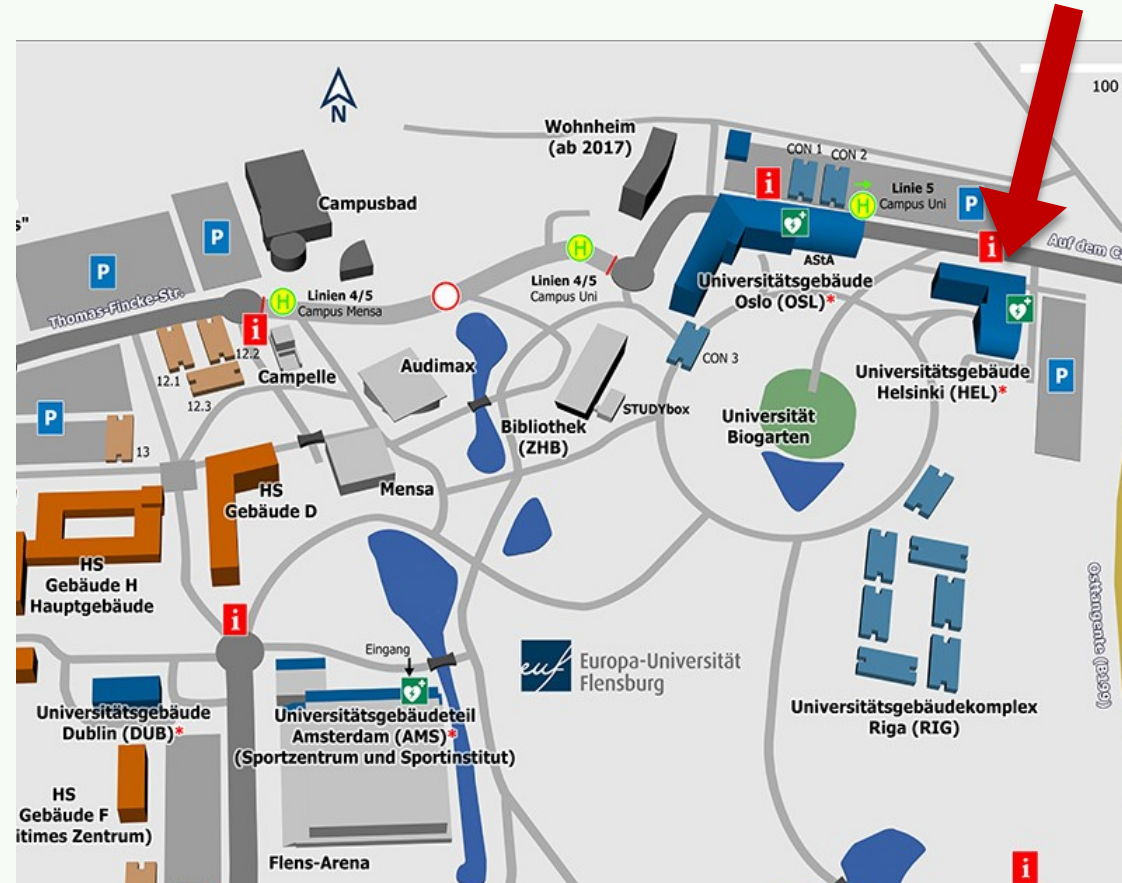 100
N
Wohnheim
(ab 2017)
CON 1
CON 2
i
Linie 5
Campus Uni
H
P
s"
Campusbad
P
P
AStA
i
Auf dem
Linien 4/5
Campus Uni
H
Universitätsgebäude
Oslo (OSL)*
Thomas-Fincke-Str.
H
Linien 4/5
Campus Mensa
i
12.1
12.2
12.3
Campelle
Audimax
CON 3
Universitätsgebäude
Helsinki (HEL)*
P
P
13
Bibliothek
(ZHB)
STUDYbox
Universität
Biogarten
Mensa
HS
Gebäude D
HS
Gebäude H
Hauptgebäude
i
Osttangente (B199)
Eingang
euf
Europa-Universität
Flensburg
Universitätsgebäude
Dublin (DUB)*
Universitätsgebäudeteil
Amsterdam (AMS)*
(Sportzentrum und Sportinstitut)
Universitätsgebäudekomplex
Riga (RIG)
HS
Gebäude F
itimes Zentrum)
Flens-Arena
i